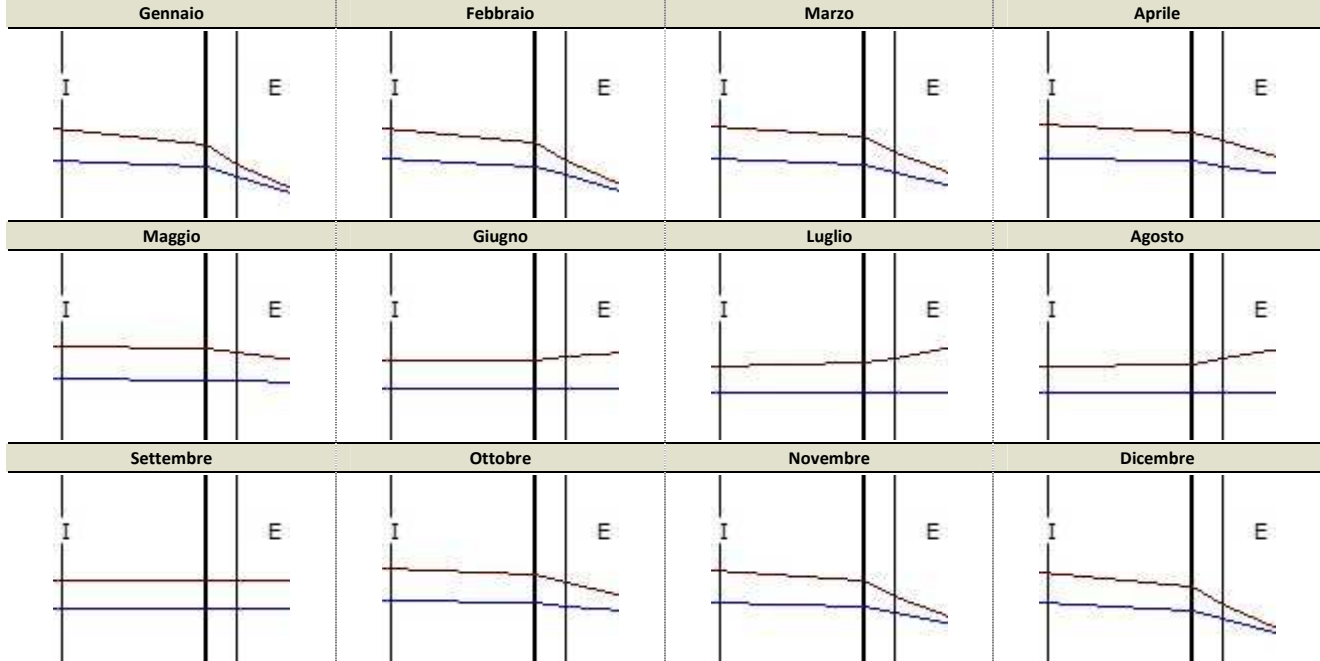 Gennaio Febbraio Marzo Aprile
I E I E I E I E
Maggio Giugno Luglio Agosto
I E I E I E I E
Settembre Ottobre Novembre Dicembre
I E I E I E I E